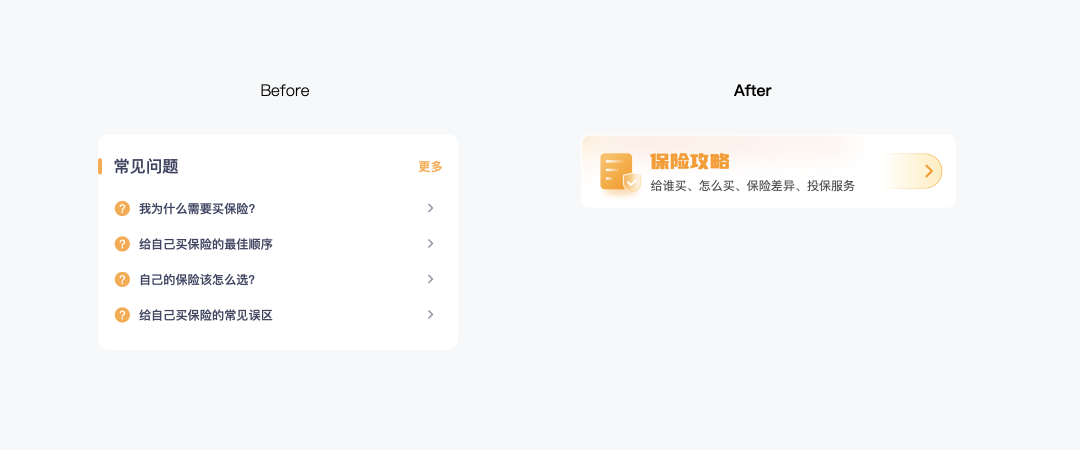 Before
After
常见问题
更多
我为什么需要买保险?
给自己买保险的最佳顺序
自己的保险该怎么选?
给自己买保险的常见误区
保险攻略
给谁买、怎么买、保险差异、投保服务